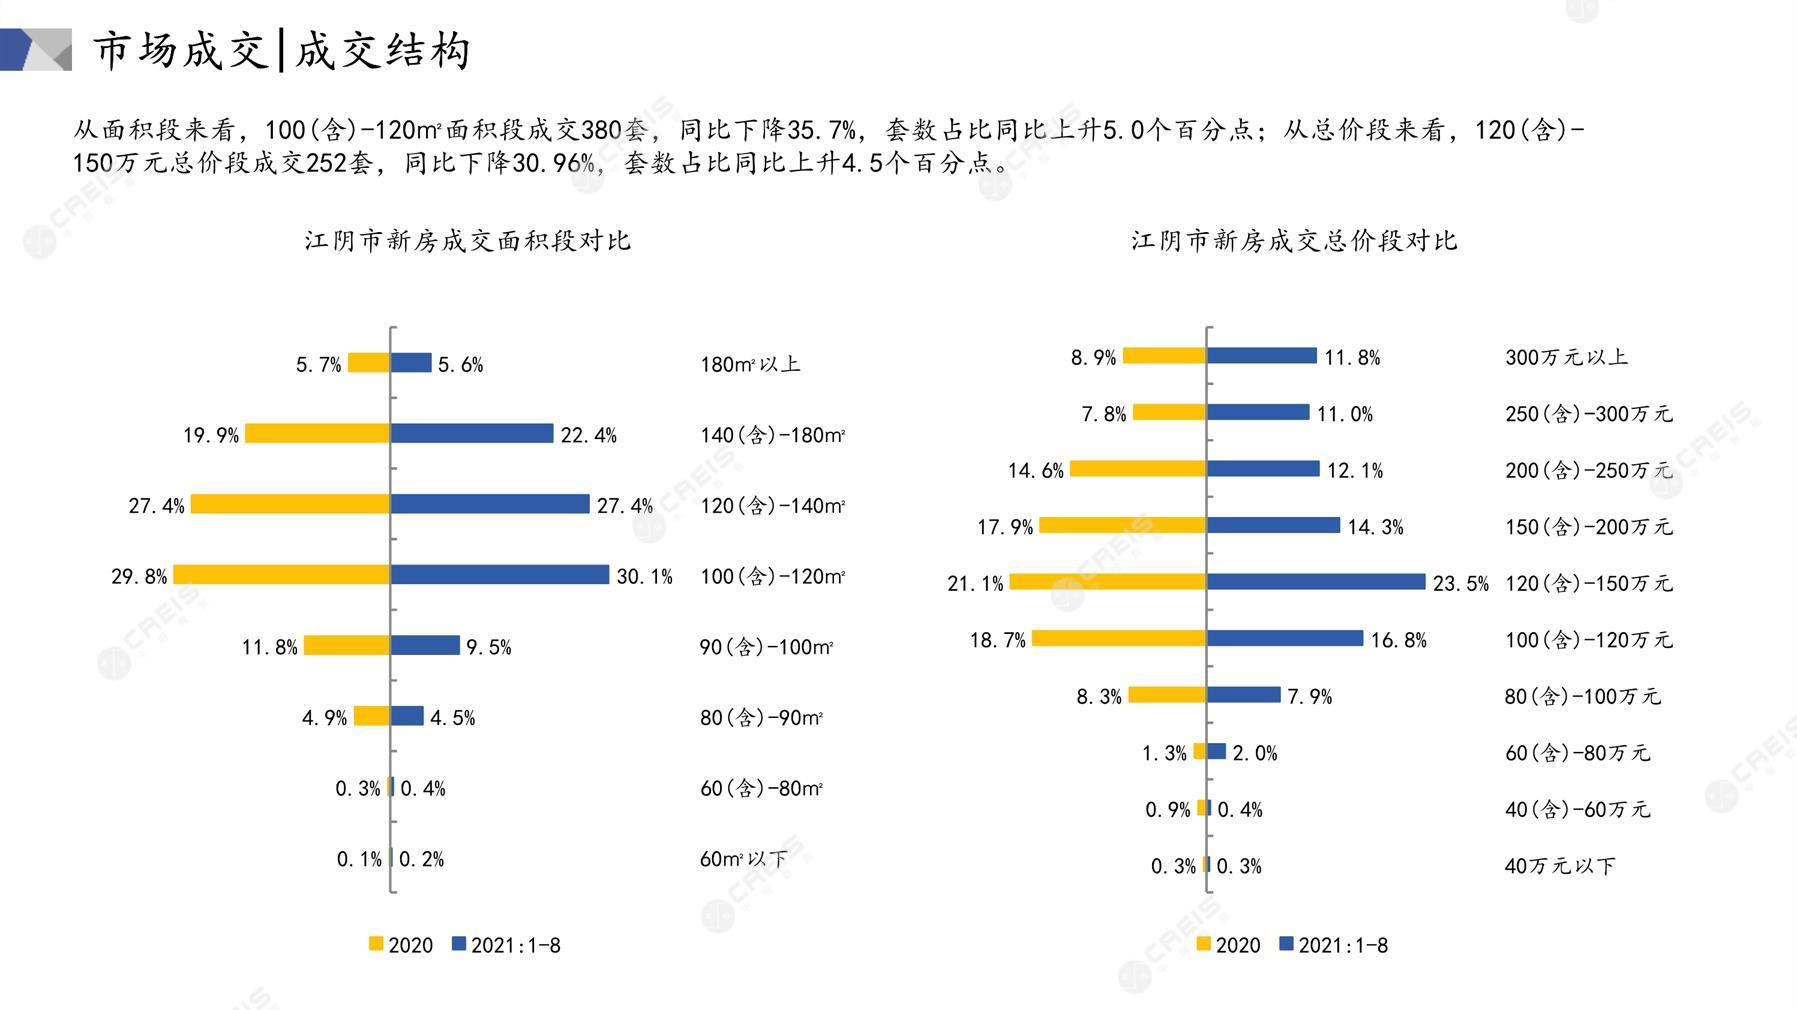 市场成交|成交结构
从面积段来看，100(含)-120㎡面积段成交380套，同比下降35.7%，套数占比同比上升5.0个百分点；从总价段来看，120(含)-
150万元总价段成交252套，同比下降30.96%，套数占比同比上升4.5个百分点。
江阴市新房成交面积段对比
5.7% 5.6% 180㎡以上
19.9% 22.4% 140(含)-180㎡
27.4% 27.4% 120(含)-140㎡
29.8% 30.1% 100(含)-120㎡
11.8% 9.5% 90(含)-100㎡
4.9% 4.5% 80(含)-90㎡
0.3% 0.4% 60(含)-80㎡
0.1% 0.2% 60㎡以下
2020 2021:1-8
江阴市新房成交总价段对比
8.9% 11.8% 300万元以上
7.8% 11.0% 250(含)-300万元
14.6% 12.1% 200(含)-250万元
17.9% 14.3% 150(含)-200万元
21.1% 23.5% 120(含)-150万元
18.7% 16.8% 100(含)-120万元
8.3% 7.9% 80(含)-100万元
1.3% 2.0% 60(含)-80万元
0.9% 0.4% 40(含)-60万元
0.3% 0.3% 40万元以下
2020 2021:1-8
CREIS